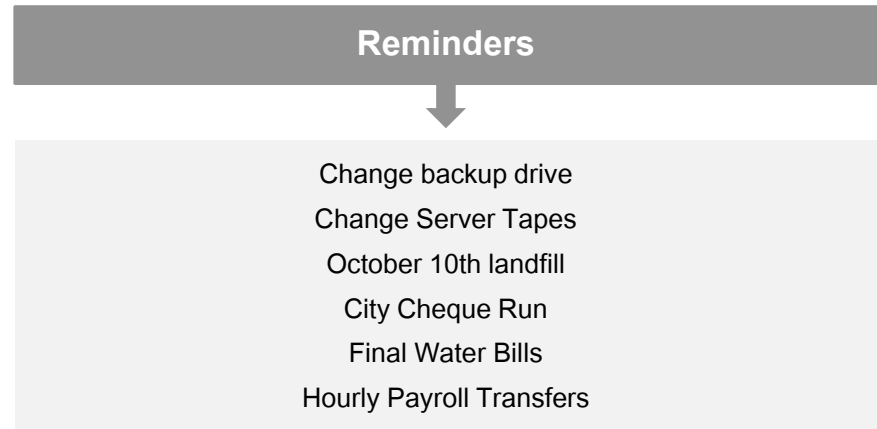 Reminders
Change backup drive
Change Server Tapes
October 10th landfill
City Cheque Run
Final Water Bills
Hourly Payroll Transfers